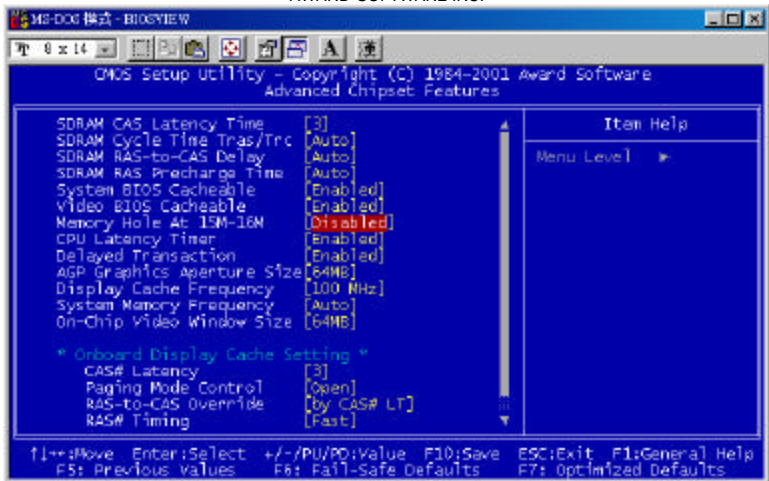 AWARD SOFTWARE
MS-DOS 模式 - BIOSVIEW
8 x 14
A
CMOS Setup Utility - Copyright (C) 1984-2001 Award Software
Advanced Chipset Features
SDRAM CAS Latency Time [3]
SDRAM Cycle Time Tras/Trc [Auto]
SDRAM RAS-to-CAS Delay [Auto]
SDRAM RAS Precharge Time [Auto]
System BIOS Cacheable [Enabled]
Video BIOS Cacheable [Enabled]
Memory Hole At 15M-16M [Disabled]
CPU Latency Timer [Enabled]
Delayed Transaction [Enabled]
AGP Graphics Aperture Size[64MB]
Display Cache Frequency [100 MHz]
System Memory Frequency [Auto]
On-Chip Video Window Size [64MB]
* Onboard Display Cache Setting *
CAS# Latency [3]
Paging Mode Control [Open]
RAS-to-CAS Override [by CAS# LT]
RAS# Timing [Fast]
Item Help
Menu Level ►
↑↓→←:Move Enter:Select +/-/PU/PD:Value F10:Save ESC:Exit F1:General Help
F5: Previous Values F6: Fail-Safe Defaults F7: Optimized Defaults